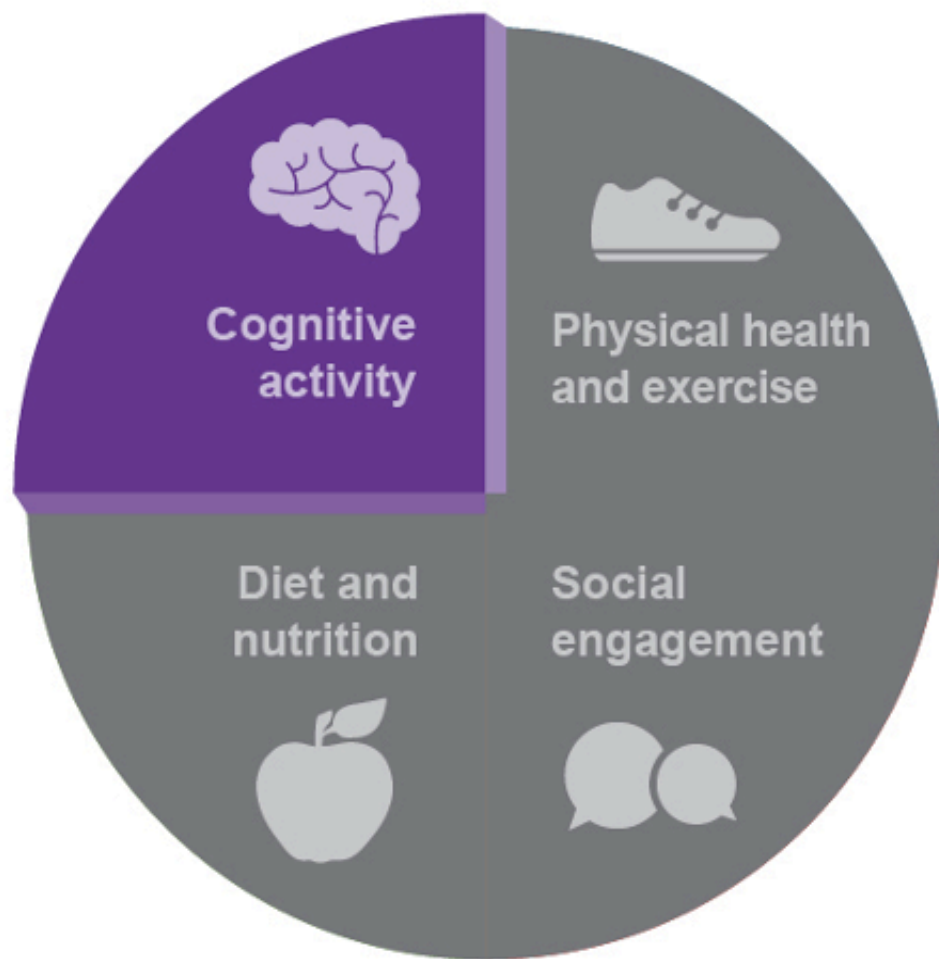 Cognitive
activity
Physical health
and exercise
Diet and
nutrition
Social
engagement